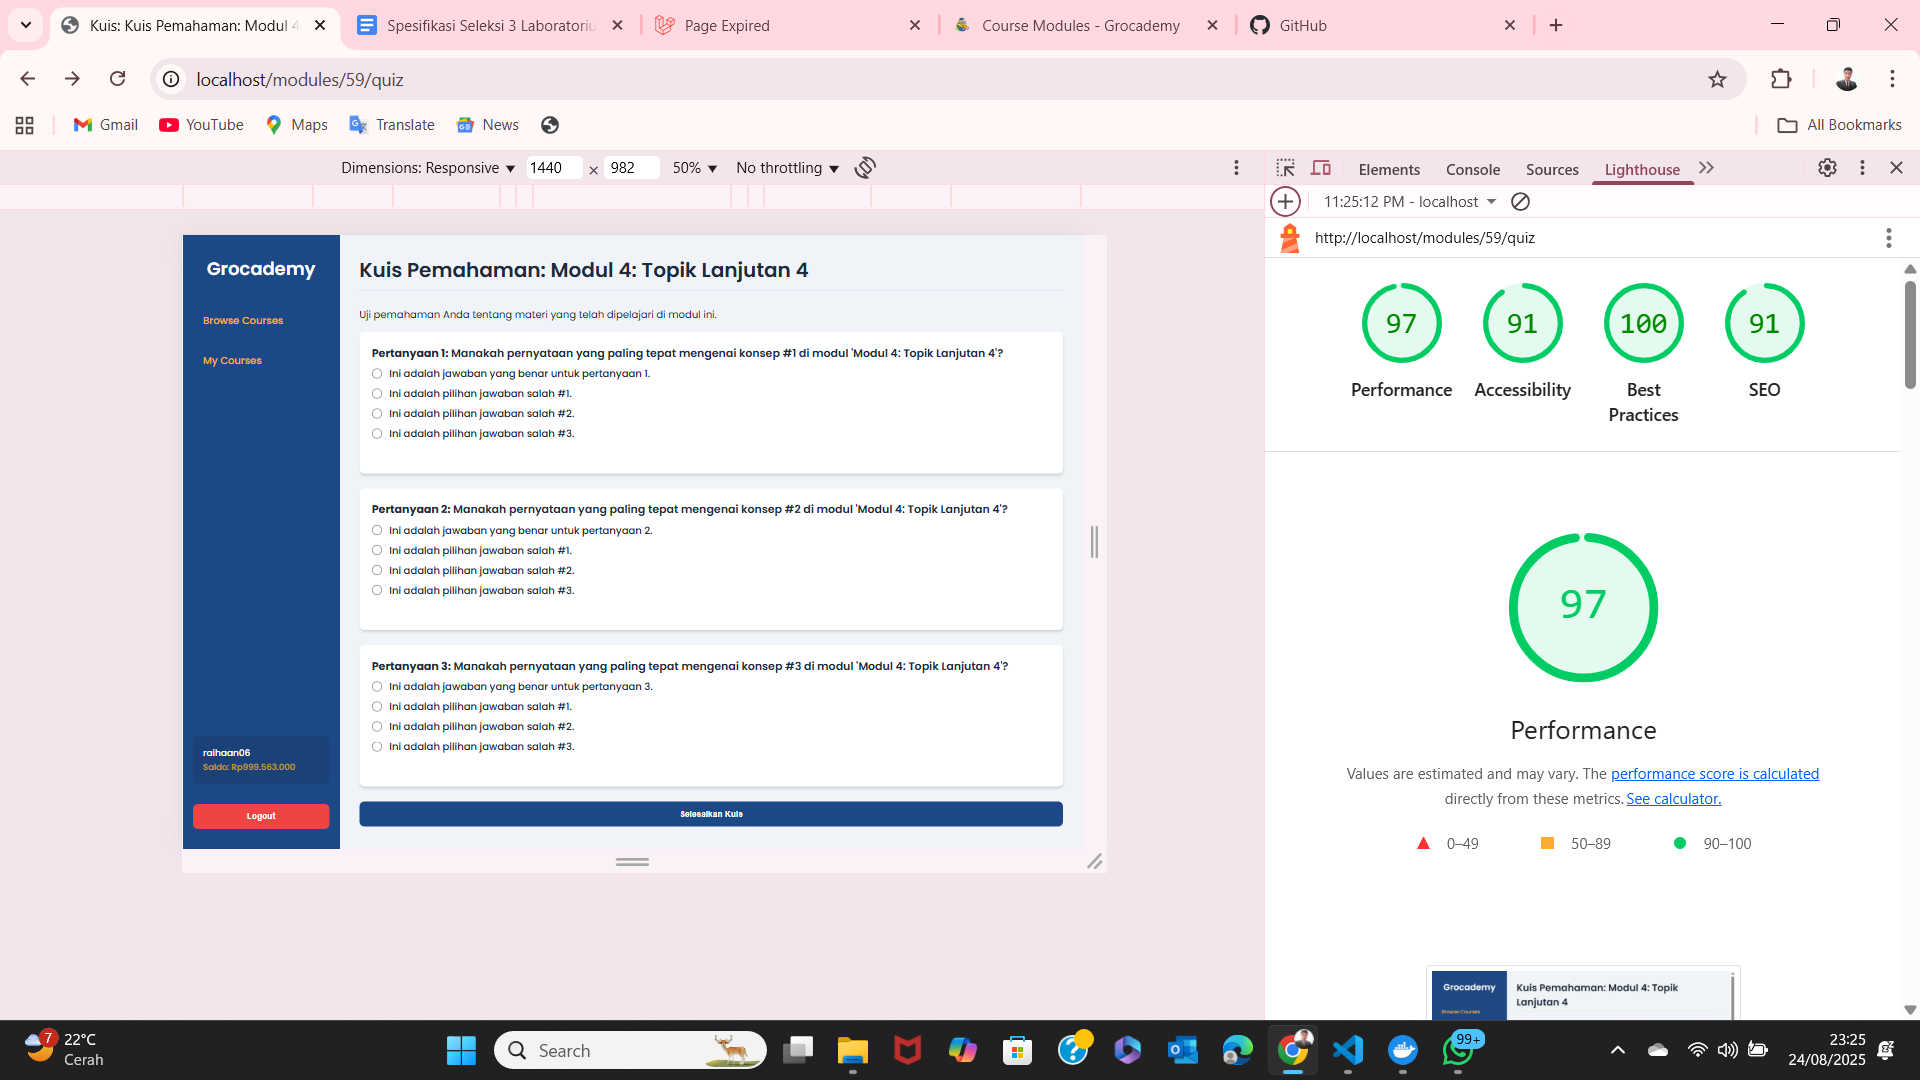 Kuis: Kuis Pemahaman: Modul 4
Spesifikasi Seleksi 3 Laboratoriu
Page Expired
Course Modules - Grocademy
GitHub
localhost/modules/59/quiz
Gmail
YouTube
Maps
Translate
News
All Bookmarks
Dimensions: Responsive
1440
×
982
50%
No throttling
Elements
Console
Sources
Lighthouse
11:25:12 PM - localhost
http://localhost/modules/59/quiz
Grocademy
Browse Courses
My Courses
raihaan06
Saldo: Rp999.563.000
Logout
Kuis Pemahaman: Modul 4: Topik Lanjutan 4
Uji pemahaman Anda tentang materi yang telah dipelajari di modul ini.
Pertanyaan 1: Manakah pernyataan yang paling tepat mengenai konsep #1 di modul 'Modul 4: Topik Lanjutan 4'?
Ini adalah jawaban yang benar untuk pertanyaan 1.
Ini adalah pilihan jawaban salah #1.
Ini adalah pilihan jawaban salah #2.
Ini adalah pilihan jawaban salah #3.
Pertanyaan 2: Manakah pernyataan yang paling tepat mengenai konsep #2 di modul 'Modul 4: Topik Lanjutan 4'?
Ini adalah jawaban yang benar untuk pertanyaan 2.
Ini adalah pilihan jawaban salah #1.
Ini adalah pilihan jawaban salah #2.
Ini adalah pilihan jawaban salah #3.
Pertanyaan 3: Manakah pernyataan yang paling tepat mengenai konsep #3 di modul 'Modul 4: Topik Lanjutan 4'?
Ini adalah jawaban yang benar untuk pertanyaan 3.
Ini adalah pilihan jawaban salah #1.
Ini adalah pilihan jawaban salah #2.
Ini adalah pilihan jawaban salah #3.
Selesaikan Kuis
97
91
100
91
Performance
Accessibility
Best
Practices
SEO
97
Performance
Values are estimated and may vary. The performance score is calculated
directly from these metrics. See calculator.
0–49
50–89
90–100
Grocademy
Browse Courses
Kuis Pemahaman: Modul 4: Topik
Lanjutan 4
7
22°C
Cerah
Search
99+
23:25
24/08/2025